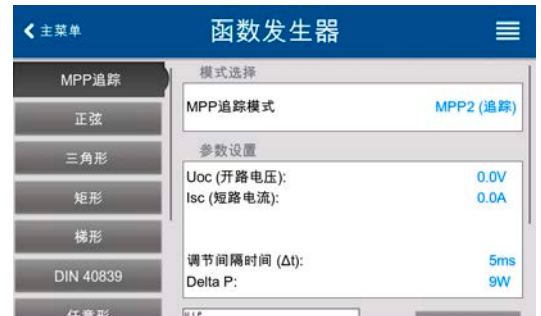 主菜单
函数发生器
MPP追踪
正弦
三角形
矩形
梯形
DIN 40839
任意形
模式选择
MPP追踪模式 MPP2 (追踪)
参数设置
Uoc (开路电压): 0.0V
Isc (短路电流): 0.0A
调节间隔时间 (Δt): 5ms
Delta P: 9W